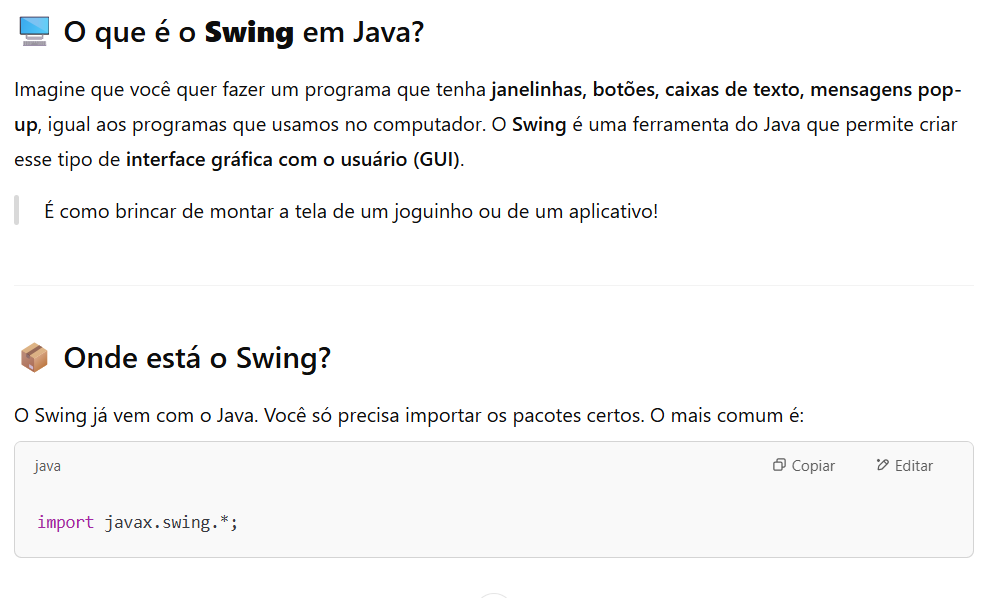 O que é o Swing em Java?
Imagine que você quer fazer um programa que tenha janelinhas, botões, caixas de texto, mensagens pop-
up, igual aos programas que usamos no computador. O Swing é uma ferramenta do Java que permite criar
esse tipo de interface gráfica com o usuário (GUI).
É como brincar de montar a tela de um joguinho ou de um aplicativo!
Onde está o Swing?
O Swing já vem com o Java. Você só precisa importar os pacotes certos. O mais comum é:
java Copiar Editar
import javax.swing.*;